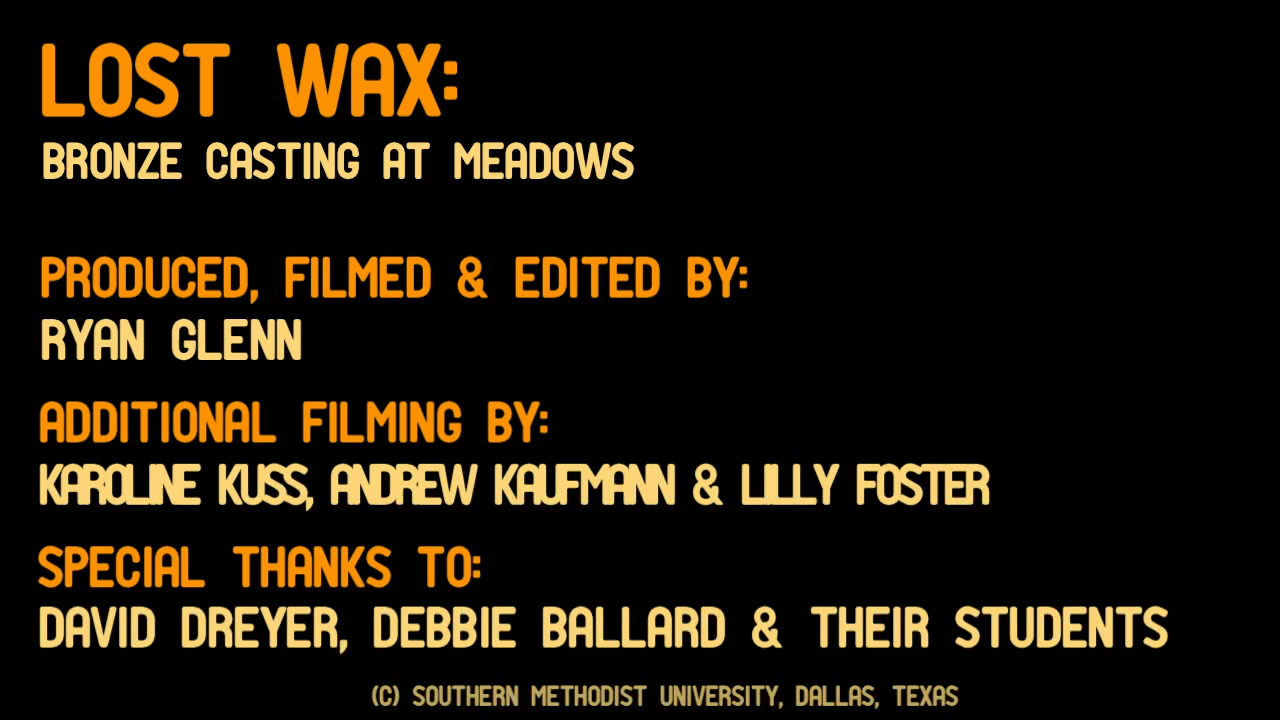 LOST WAX:
BRONZE CASTING AT MEADOWS
PRODUCED, FILMED & EDITED BY:
RYAN GLENN
ADDITIONAL FILMING BY:
KAROLINE KUSS, ANDREW KAUFMANN & LILLY FOSTER
SPECIAL THANKS TO:
DAVID DREYER, DEBBIE BALLARD & THEIR STUDENTS
(C) SOUTHERN METHODIST UNIVERSITY, DALLAS, TEXAS